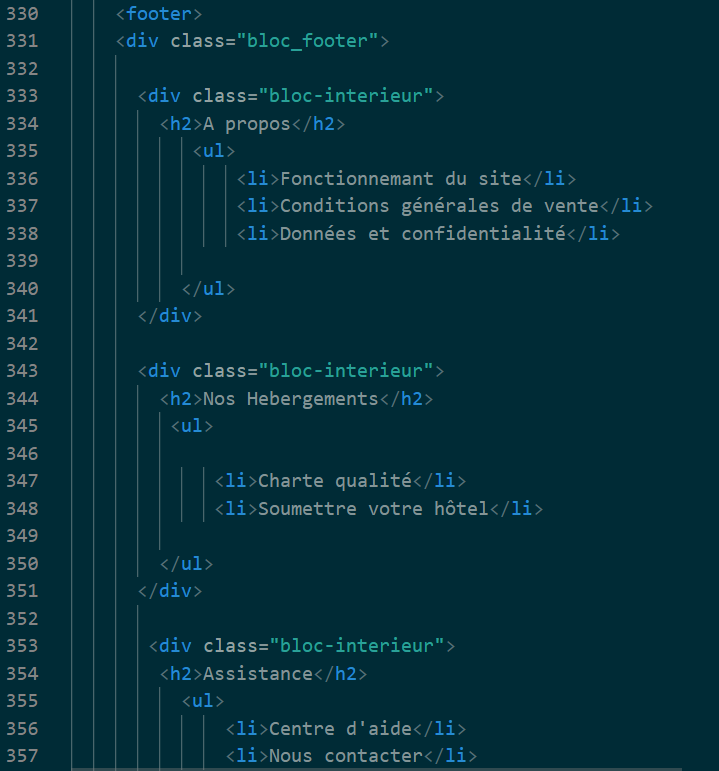 330 <footer>
331 <div class="bloc_footer">
332
333 <div class="bloc-interieur">
334 <h2>A propos</h2>
335 <ul>
336 <li>Fonctionnemant du site</li>
337 <li>Conditions générales de vente</li>
338 <li>Données et confidentialité</li>
339
340 </ul>
341 </div>
342
343 <div class="bloc-interieur">
344 <h2>Nos Hebergements</h2>
345 <ul>
346
347 <li>Charte qualité</li>
348 <li>Soumettre votre hôtel</li>
349
350 </ul>
351 </div>
352
353 <div class="bloc-interieur">
354 <h2>Assistance</h2>
355 <ul>
356 <li>Centre d'aide</li>
357 <li>Nous contacter</li>